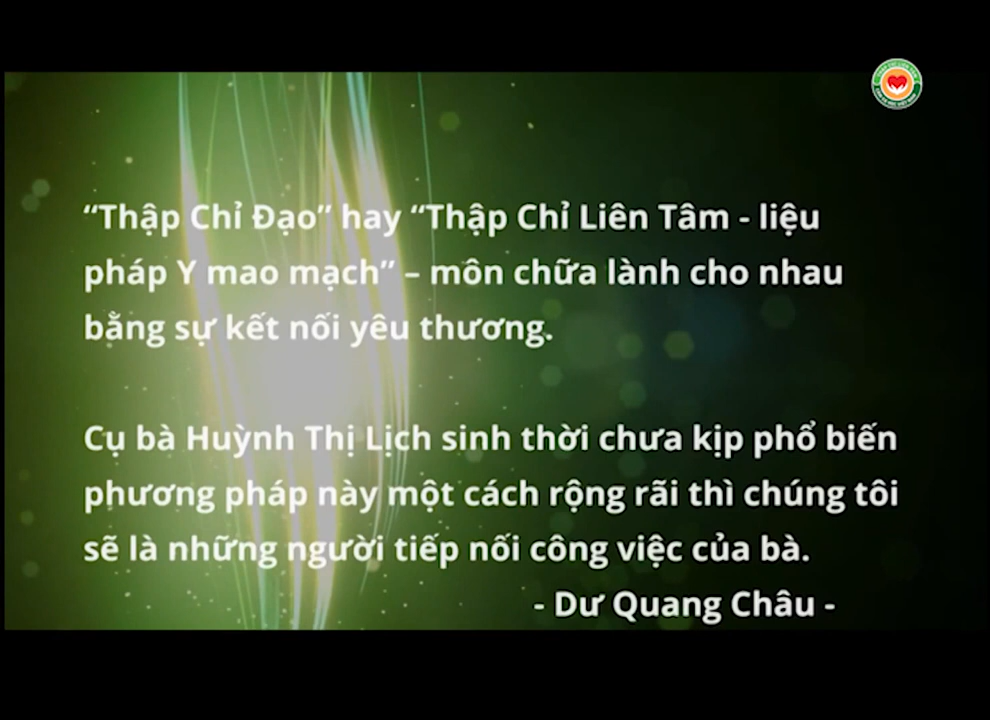 “Thập Chỉ Đạo” hay “Thập Chỉ Liên Tâm - liệu
pháp Y mao mạch” – môn chữa lành cho nhau
bằng sự kết nối yêu thương.
Cụ bà Huỳnh Thị Lịch sinh thời chưa kịp phổ biến
phương pháp này một cách rộng rãi thì chúng tôi
sẽ là những người tiếp nối công việc của bà.
- Dư Quang Châu -